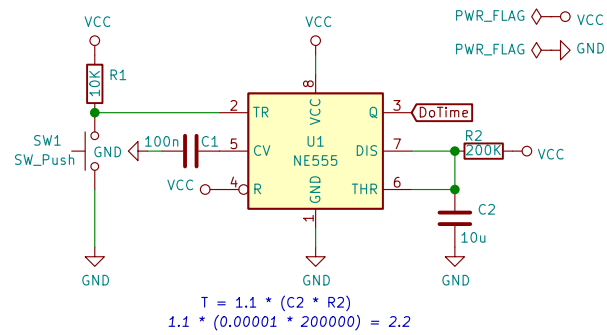 VCC
PWR_FLAG
VCC
PWR_FLAG
GND
VCC
10K
R1
8
VCC
2
TR
Q
3
DoTime
SW1
SW_Push
GND
100n
C1
5
CV
U1
NE555
DIS
7
R2
200K
VCC
VCC
4
R
GND
THR
6
1
C2
10u
GND
GND
GND
T = 1.1 * (C2 * R2)
1.1 * (0.00001 * 200000) = 2.2